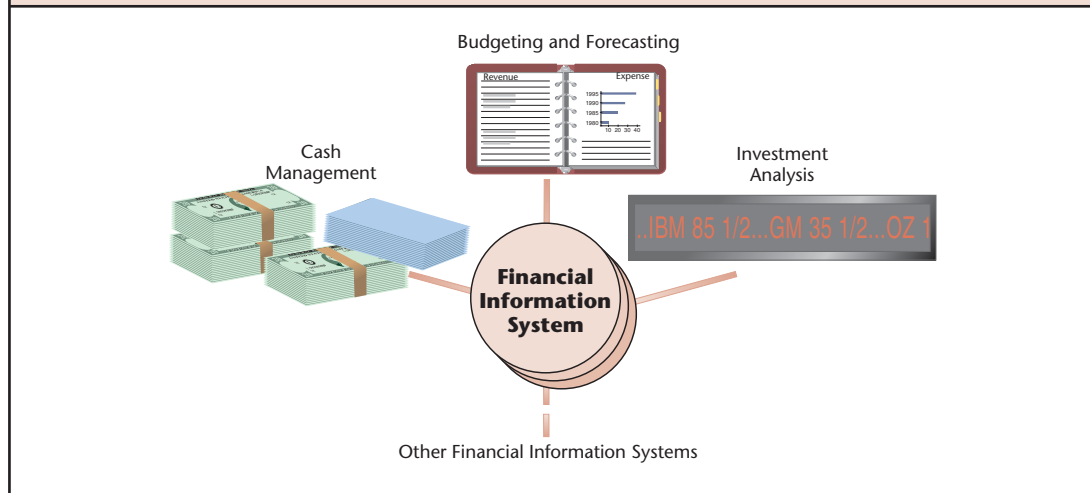 Budgeting and Forecasting
Revenue
Expense
1995
1990
1985
1980
10 20 30 40
Cash
Management
Investment
Analysis
..IBM 85 1/2...GM 35 1/2...OZ 1
Financial
Information
System
Other Financial Information Systems